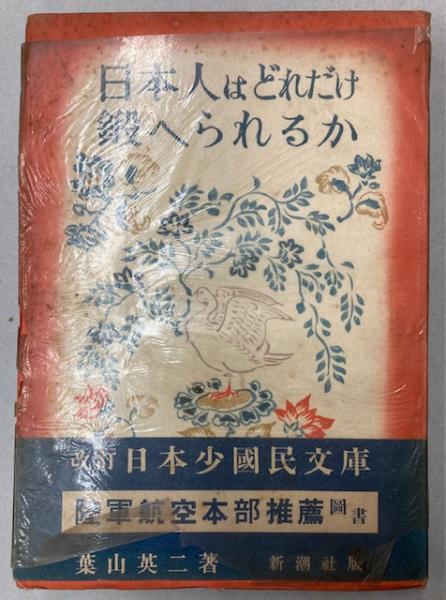 日本人はどれだけ
鍛へられるか
改訂 日本少國民文庫
陸軍航空本部推薦圖書
葉山英二著 新潮社版